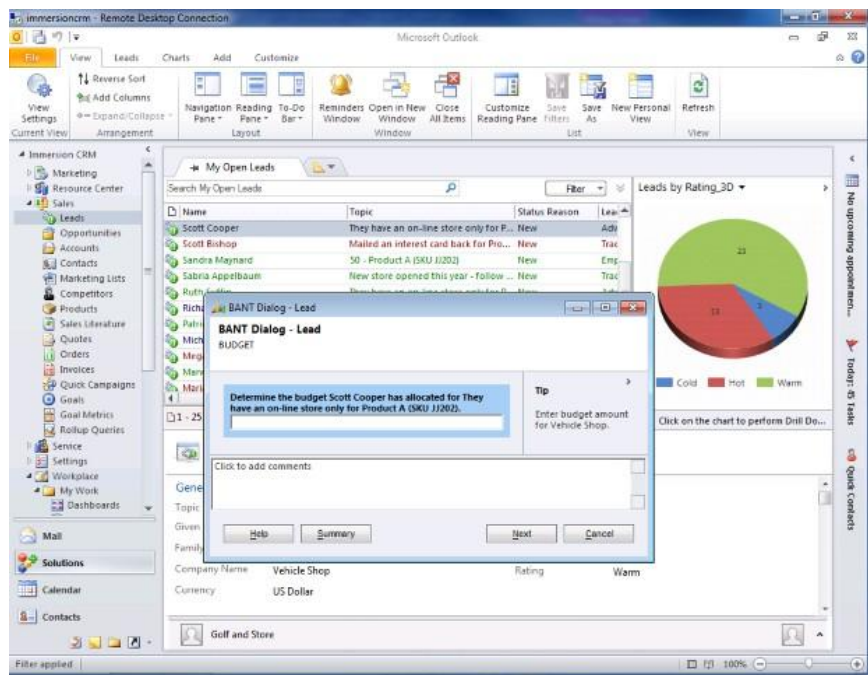 immersioncrm - Remote Desktop Connection
Microsoft Outlook
File View Leads Charts Add Customize
View Settings
Reverse Sort
Add Columns
Expand/Collapse
Navigation Pane
Reading Pane
To-Do Bar
Reminders Window
Open in New Window
Close All Items
Customize Reading Pane
Save Filters
Save As
New Personal View
Refresh
Current View Arrangement Layout Window List View
Immersion CRM
Marketing
Resource Center
Sales
Leads
Opportunities
Accounts
Contacts
Marketing Lists
Competitors
Products
Sales Literature
Quotes
Orders
Invoices
Quick Campaigns
Goals
Goal Metrics
Rollup Queries
Service
Settings
Workplace
My Work
Dashboards
Mail
Solutions
Calendar
Contacts
My Open Leads
Search My Open Leads
Filter
Name Topic Status Reason
Scott Cooper They have an on-line store only for P... New
Scott Bishop Mailed an interest card back for Pro... New
Sandra Maynard 50 - Product A (SKU JJ202) New
Sabria Appelbaum New store opened this year - follow ... New
1 - 25
BANT Dialog - Lead
BANT Dialog - Lead
BUDGET
Determine the budget Scott Cooper has allocated for They
have an on-line store only for Product A (SKU JJ202).
Tip
Enter budget amount
for Vehicle Shop.
Click to add comments
Help Summary Next Cancel
Gene
Topic
Given
Family
Company Name Vehicle Shop Rating Warm
Currency US Dollar
Golf and Store
Leads by Rating_3D
23
13
3
Cold Hot Warm
Click on the chart to perform Drill Do...
No upcoming appointmen...
Today: 45 Tasks
Quick Contacts
Filter applied 100%